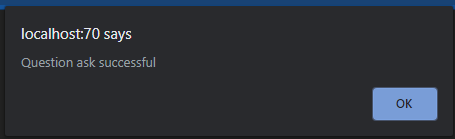 localhost:70 says
Question ask successful
OK